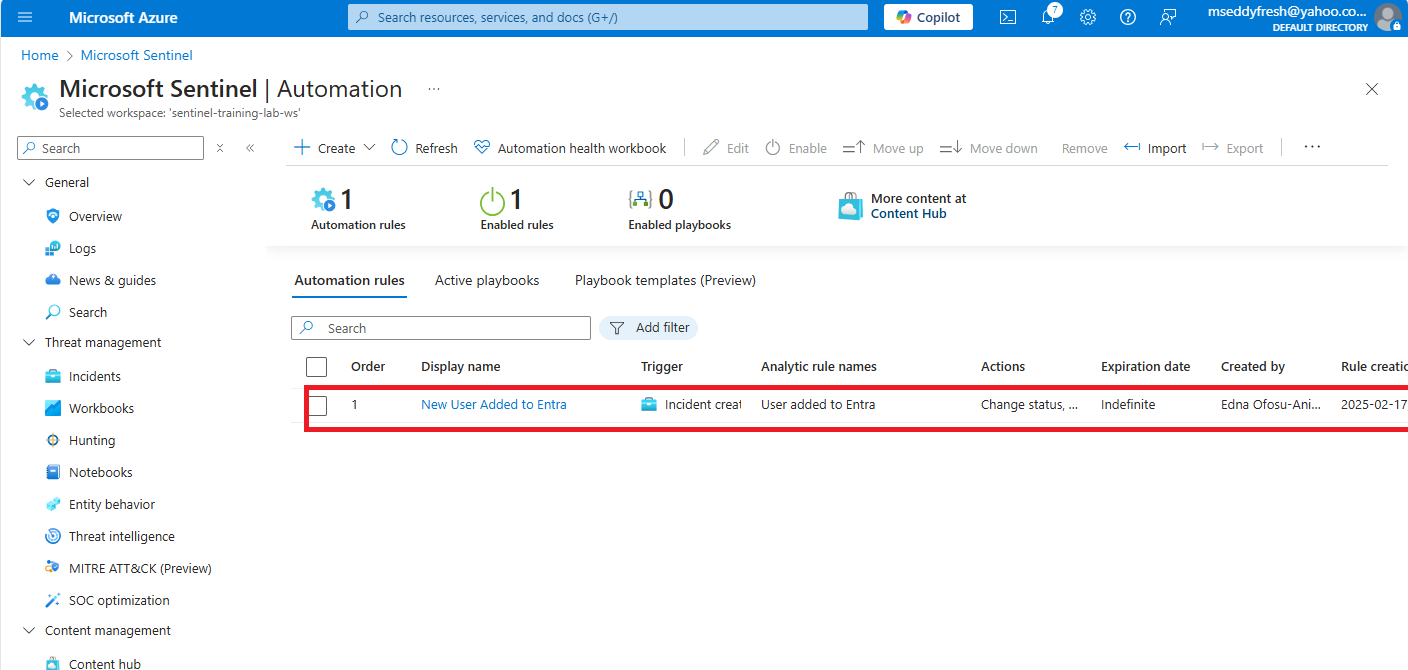 Microsoft Azure
Search resources, services, and docs (G+/)
Copilot
7
mseddyfresh@yahoo.co...
DEFAULT DIRECTORY
Home > Microsoft Sentinel
Microsoft Sentinel | Automation ...
Selected workspace: 'sentinel-training-lab-ws'
Search
Create
Refresh
Automation health workbook
Edit
Enable
Move up
Move down
Remove
Import
Export
...
General
Overview
Logs
News & guides
Search
Threat management
Incidents
Workbooks
Hunting
Notebooks
Entity behavior
Threat intelligence
MITRE ATT&CK (Preview)
SOC optimization
Content management
Content hub
1
Automation rules
1
Enabled rules
0
Enabled playbooks
More content at
Content Hub
Automation rules
Active playbooks
Playbook templates (Preview)
Search
Add filter
Order Display name Trigger Analytic rule names Actions Expiration date Created by Rule creatio
1 New User Added to Entra Incident creat User added to Entra Change status, ... Indefinite Edna Ofosu-Ani... 2025-02-17,